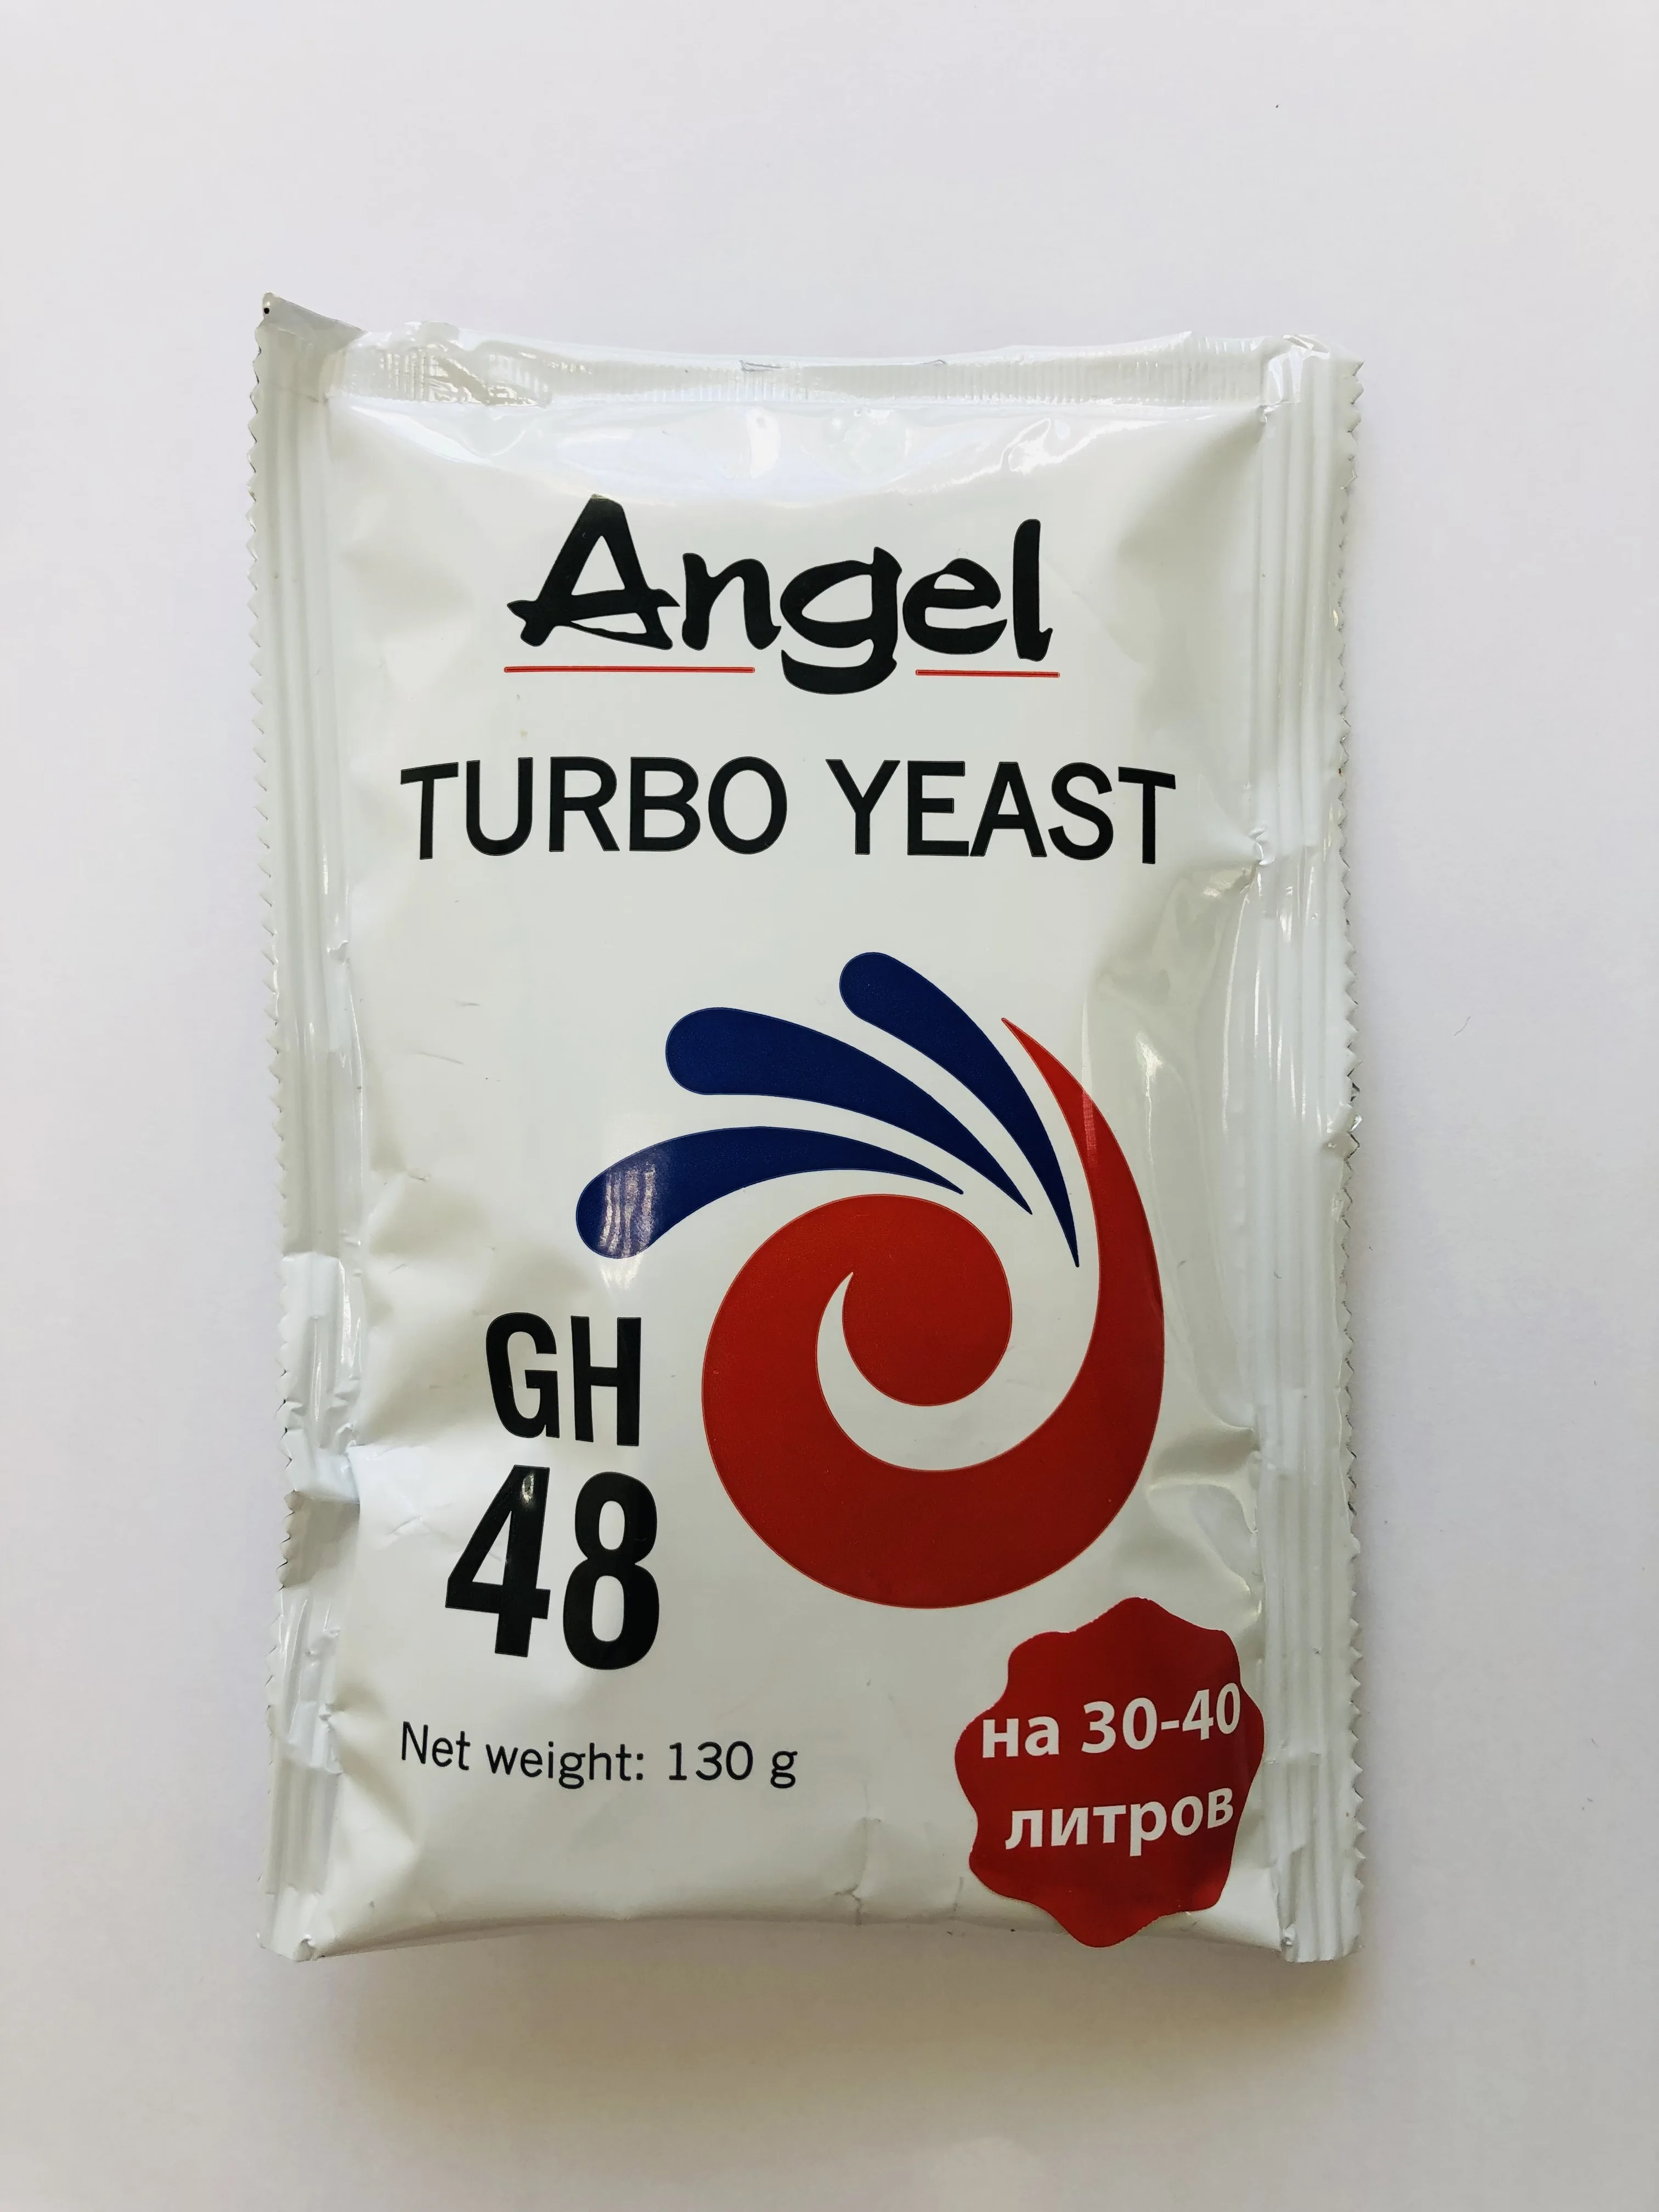 Angel
TURBO YEAST
GH
48
Net weight: 130 g
на 30-40
литров